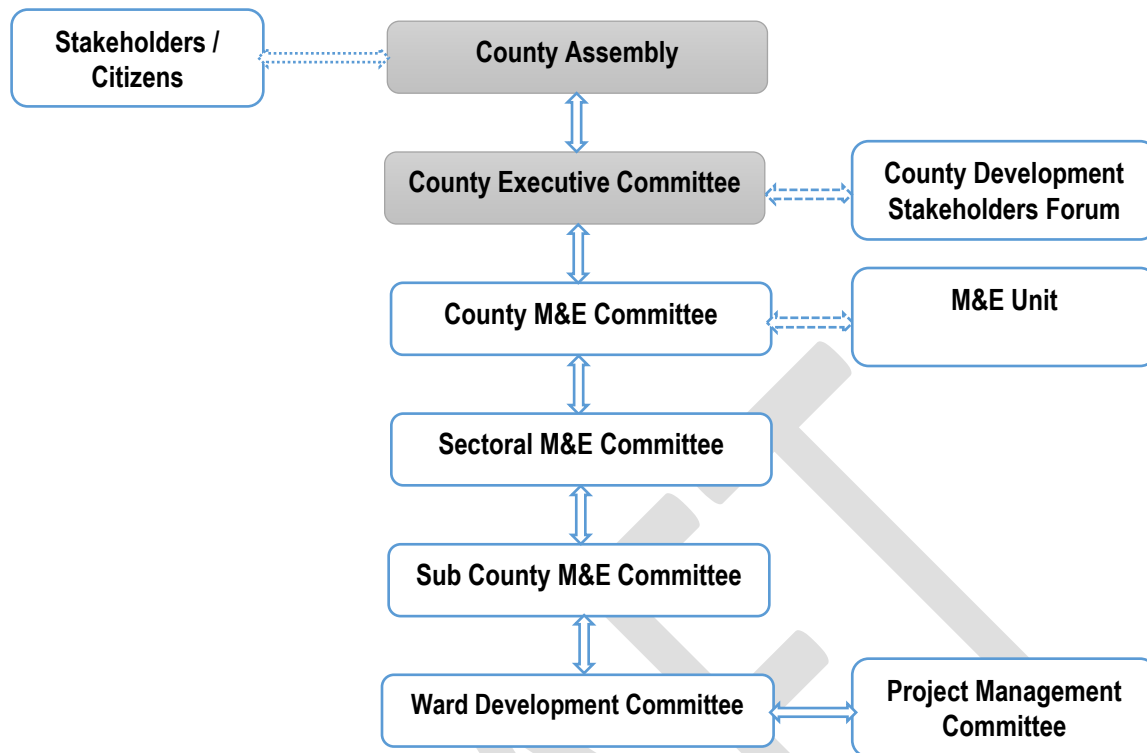 Stakeholders /
Citizens
County Assembly
County Executive Committee
County Development
Stakeholders Forum
County M&E Committee
M&E Unit
Sectoral M&E Committee
Sub County M&E Committee
Ward Development Committee
Project Management
Committee